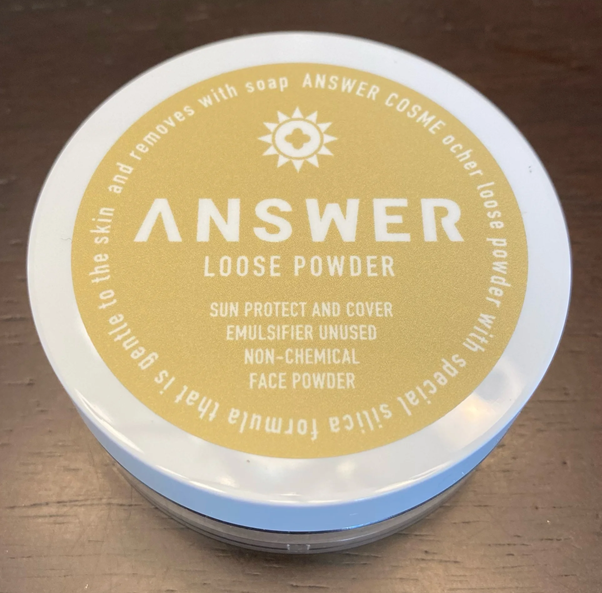 ANSWER COSME ocher loose powder with special silica formula that is gentle to the skin and removes with soap
ANSWER
LOOSE POWDER
SUN PROTECT AND COVER
EMULSIFIER UNUSED
NON-CHEMICAL
FACE POWDER